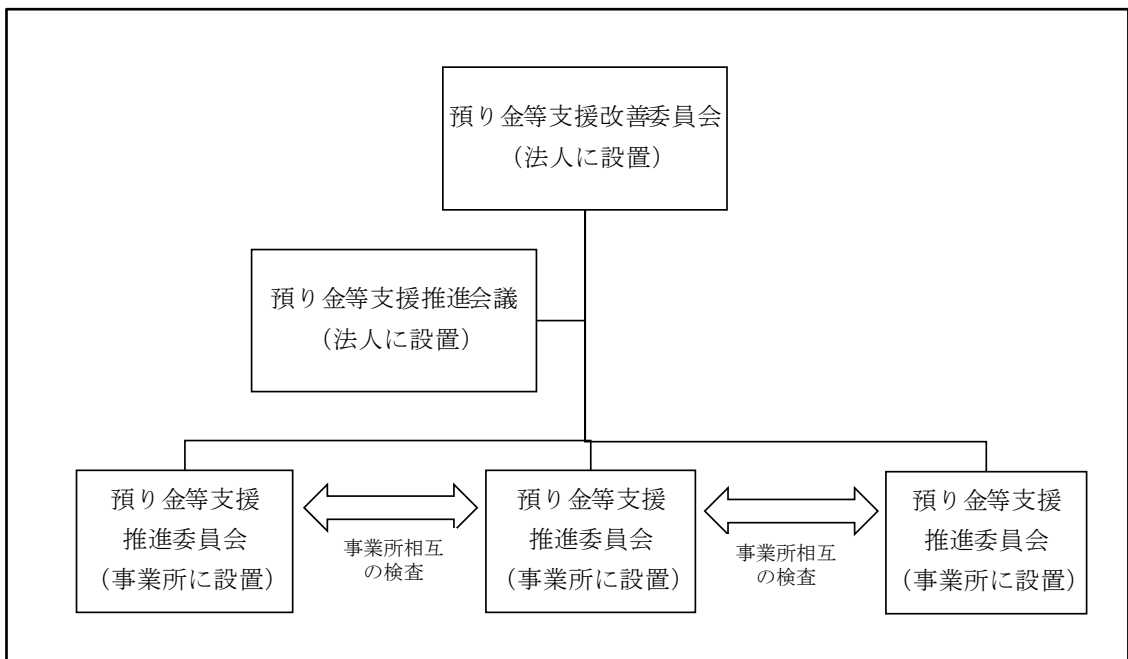 預り金等支援改善委員会
（法人に設置）
預り金等支援推進会議
（法人に設置）
預り金等支援
推進委員会
（事業所に設置）
事業所相互
の検査
預り金等支援
推進委員会
（事業所に設置）
事業所相互
の検査
預り金等支援
推進委員会
（事業所に設置）